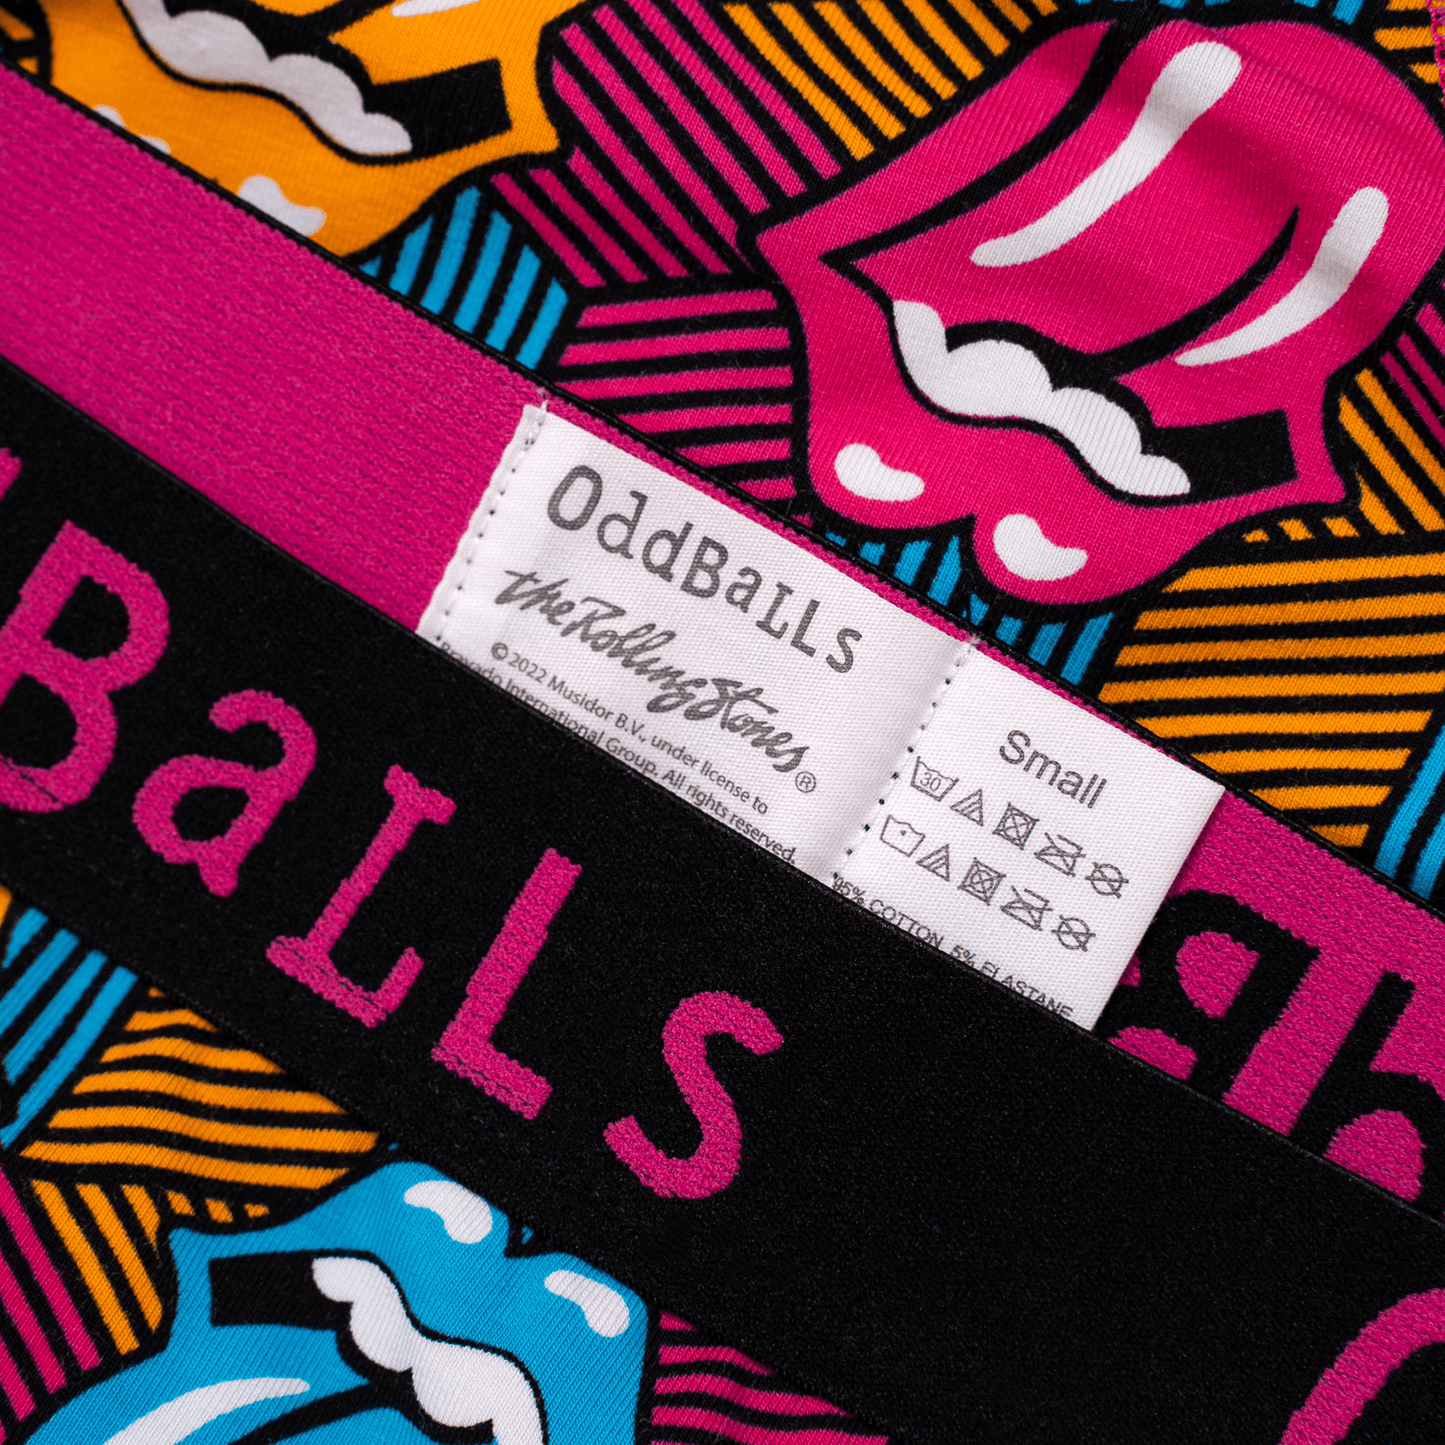 OddBaLLs
the Rolling Stones®
© 2022 Musidor B.V., under license to
Bravado International Group. All rights reserved.
Small
30
95% COTTON, 5% ELASTANE
BaLLs